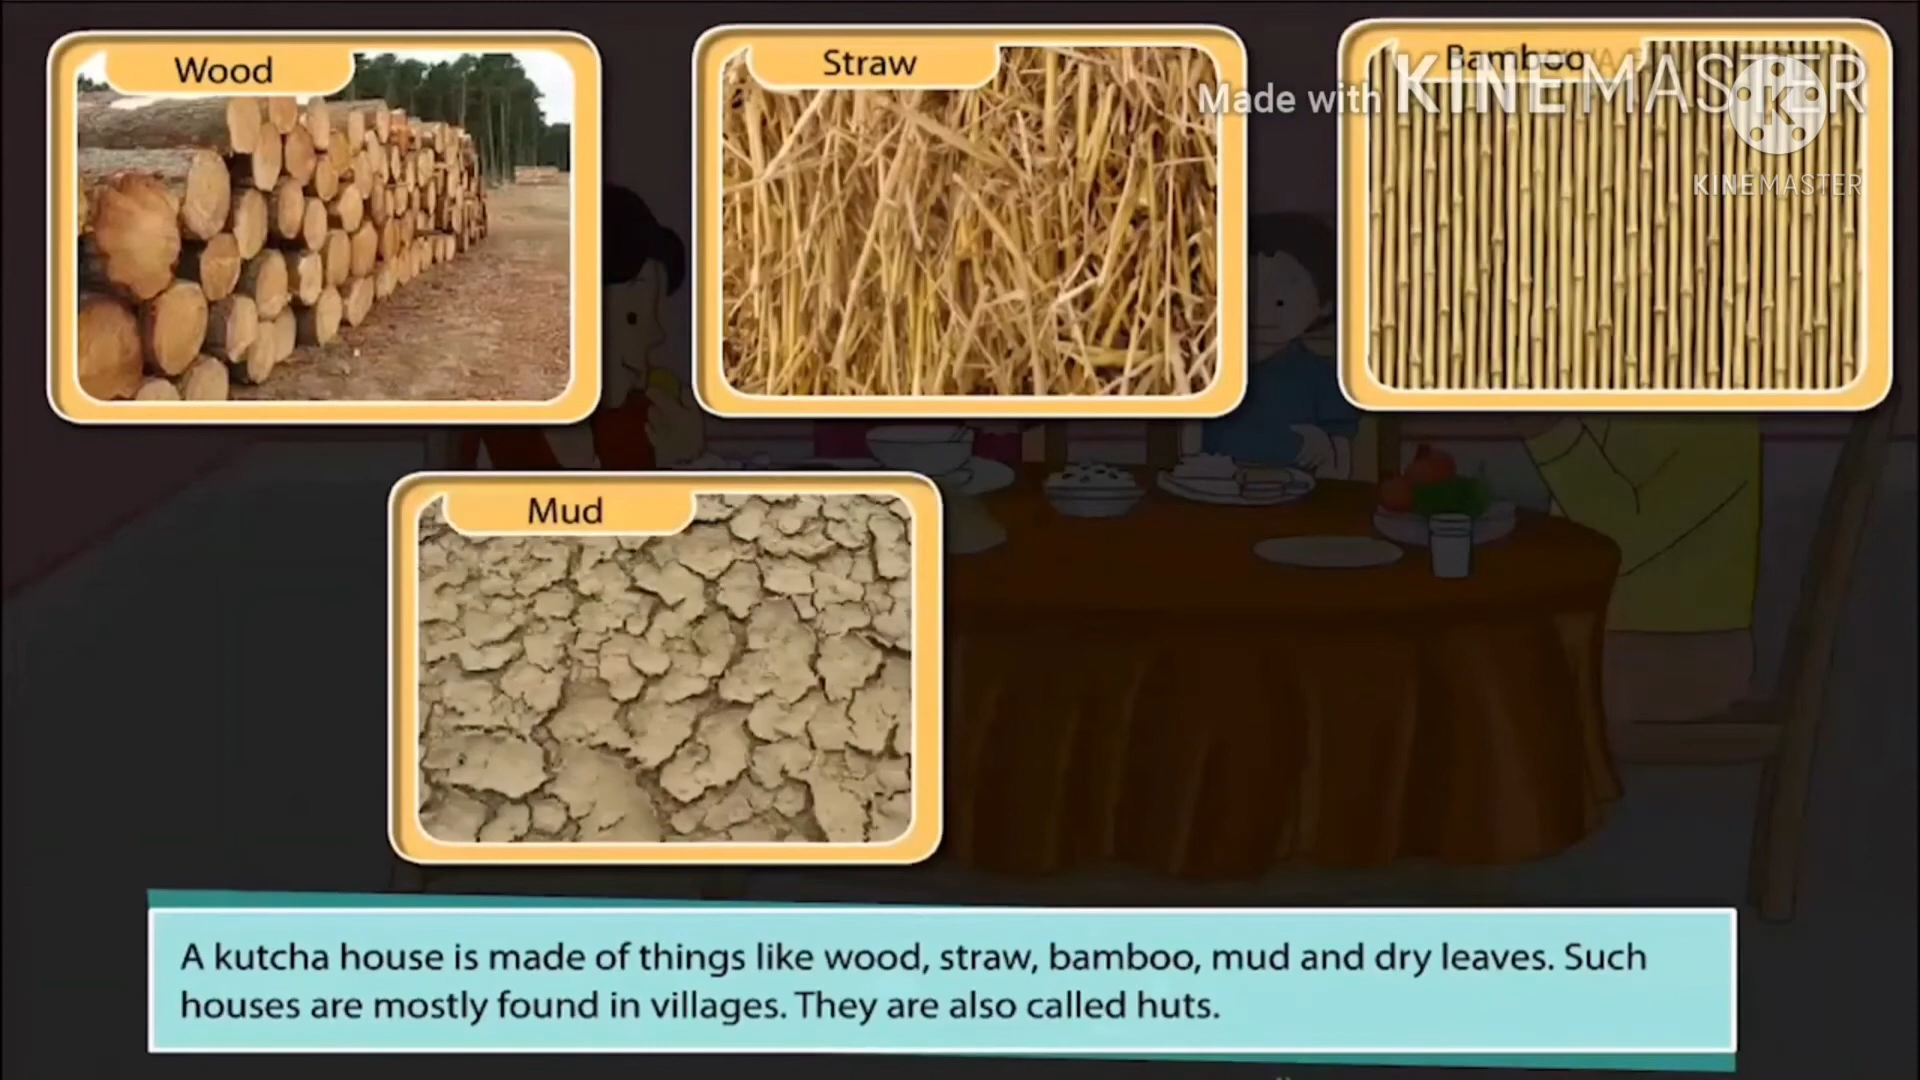 Wood
Straw
Bamboo
Made with KINEMASTER
K
KINEMASTER
Mud
A kutcha house is made of things like wood, straw, bamboo, mud and dry leaves. Such
houses are mostly found in villages. They are also called huts.